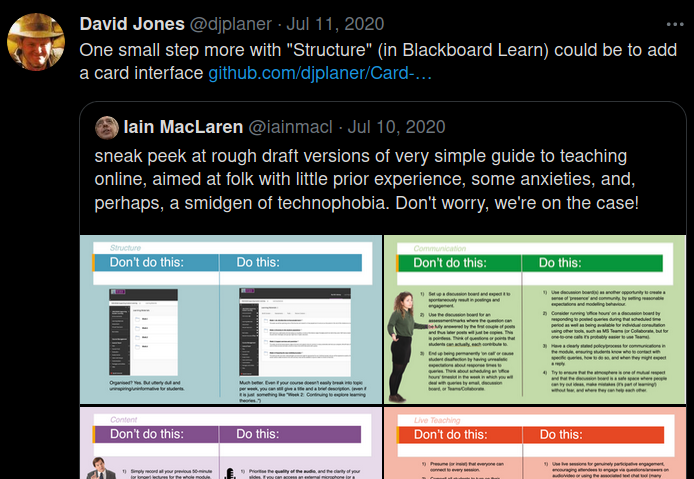 David Jones @djplaner · Jul 11, 2020
One small step more with "Structure" (in Blackboard Learn) could be to add
a card interface github.com/djplaner/Card-…
Iain MacLaren @iainmacl · Jul 10, 2020
sneak peek at rough draft versions of very simple guide to teaching
online, aimed at folk with little prior experience, some anxieties, and,
perhaps, a smidgen of technophobia. Don't worry, we're on the case!
Structure
Don't do this:
Do this:
Organised? Yes. But utterly dull and
uninspiring/uninformative for students.
Much better. Even if your course doesn't easily break into topic
per week, you can still give a title and a brief description, (even if
it is just something like "Week 2: Continuing to explore learning
theories.")
Communication
Don't do this:
Do this:
1) Set up a discussion board and expect it to
spontaneously result in postings and
engagement.
2) Use the discussion board for an
assessment/marks where the question can
be fully answered by the first couple of posts
and thus later posts will just be copies. This
is pointless. Think of questions or points that
students can actually, each contribute to.
3) End up being permanently 'on call' or cause
student disaffection by having unrealistic
expectations about response times to
queries. Think about scheduling an 'office
hour' timeslot in the week in which you will
deal with queries by email, discussion
board, or Teams/Collaborate.
1) Use discussion board(s) as another opportunity to create a
sense of 'presence' and community, by setting reasonable
expectations and modelling behaviour.
2) Consider running 'office hours' on a discussion board by
responding to posted queries during that scheduled time
period as well as being available for individual consultation
using other tools, such as MS Teams (or Collaborate, but for
one-to-one calls it's probably easier to use Teams).
3) Have a clearly stated policy/process for communications in
the module, ensuring students know who to contact with
specific queries, how to do so, and when they might expect
a reply.
4) Try to ensure that the atmosphere is one of mutual respect
and that the discussion board is a safe space where people
can try out ideas, make mistakes (it's part of learning!)
without fear, and where they can help each other.
Content
Don't do this:
Do this:
1) Simply record all your previous 50-minute
(or longer) lectures for the whole module.
1) Prioritise the quality of the audio, and the clarity of your
slides. If you can access an external microphone (or a
Live Teaching
Don't do this:
Do this:
1) Presume (or insist) that everyone can
connect to every session.
1) Use live sessions for genuinely participative engagement,
encouraging attendees to engage via questions/answers on
audio/video or using the associated text chat tool (many